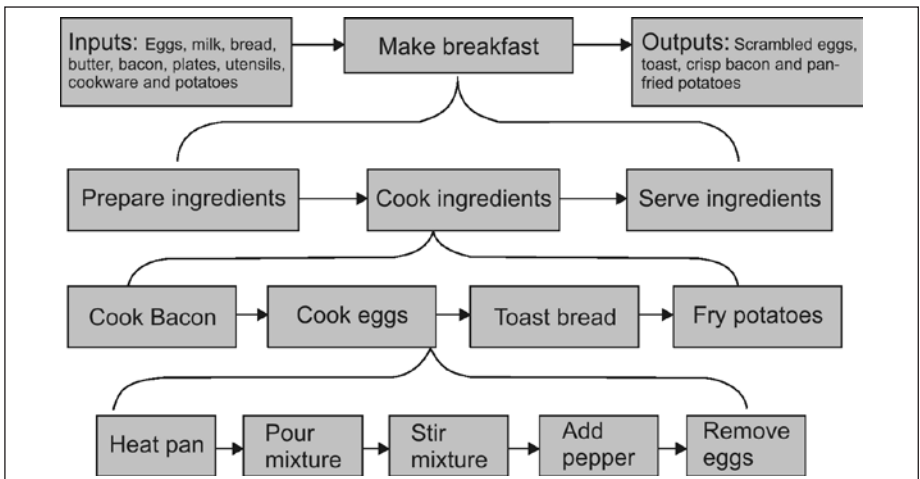 Inputs: Eggs, milk, bread,
butter, bacon, plates, utensils,
cookware and potatoes
Make breakfast
Outputs: Scrambled eggs,
toast, crisp bacon and pan-
fried potatoes
Prepare ingredients
Cook ingredients
Serve ingredients
Cook Bacon
Cook eggs
Toast bread
Fry potatoes
Heat pan
Pour
mixture
Stir
mixture
Add
pepper
Remove
eggs